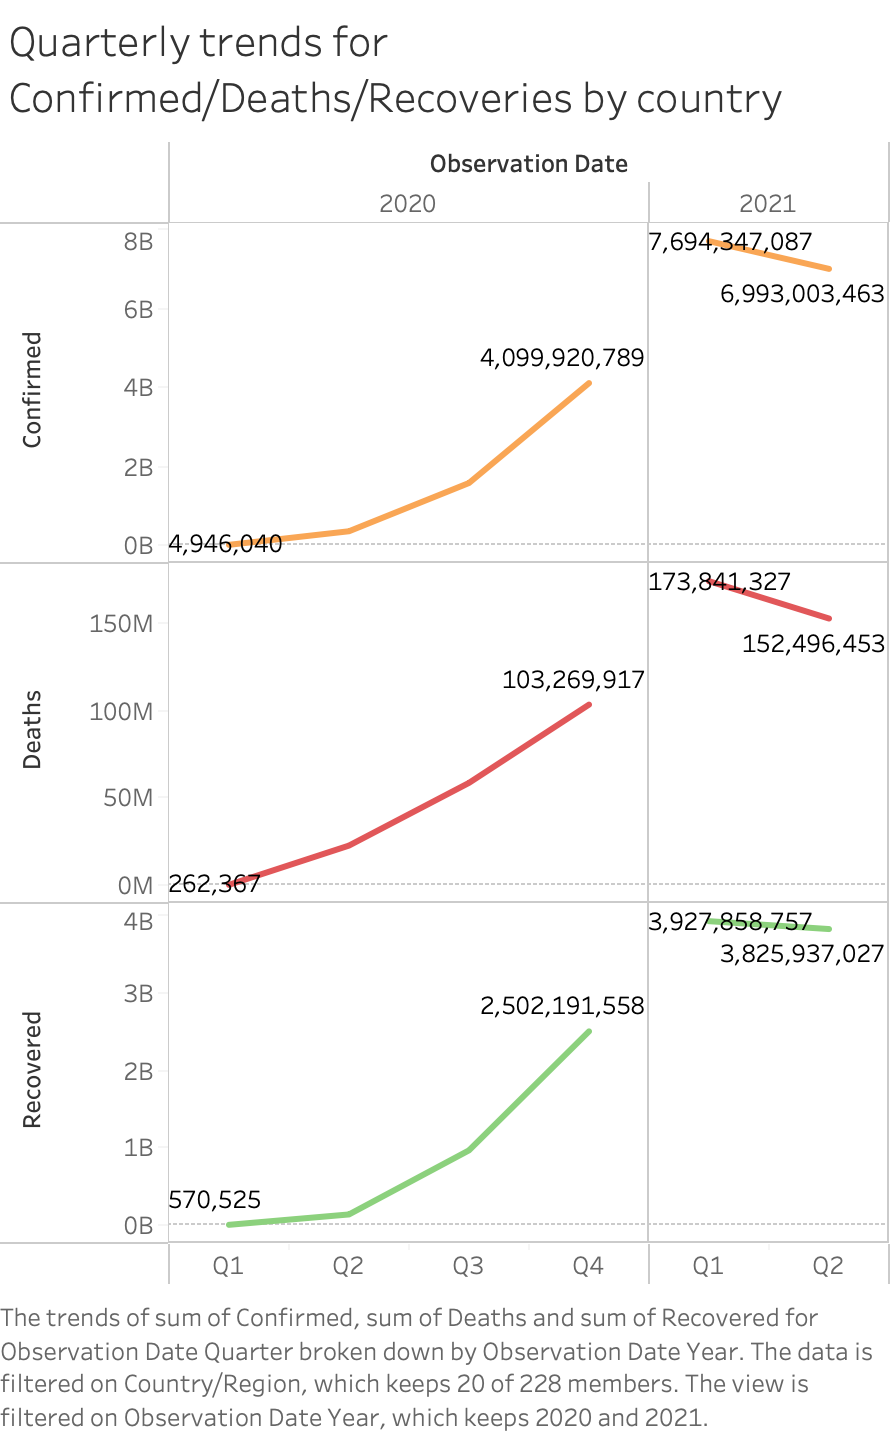 Quarterly trends for
Confirmed/Deaths/Recoveries by country
Observation Date
2020
2021
Confirmed
8B
6B
4B
2B
0B
4,946,040
4,099,920,789
7,694,347,087
6,993,003,463
Deaths
150M
100M
50M
0M
262,367
103,269,917
173,841,327
152,496,453
Recovered
4B
3B
2B
1B
0B
570,525
2,502,191,558
3,927,858,757
3,825,937,027
Q1 Q2 Q3 Q4 Q1 Q2
The trends of sum of Confirmed, sum of Deaths and sum of Recovered for
Observation Date Quarter broken down by Observation Date Year. The data is
filtered on Country/Region, which keeps 20 of 228 members. The view is
filtered on Observation Date Year, which keeps 2020 and 2021.